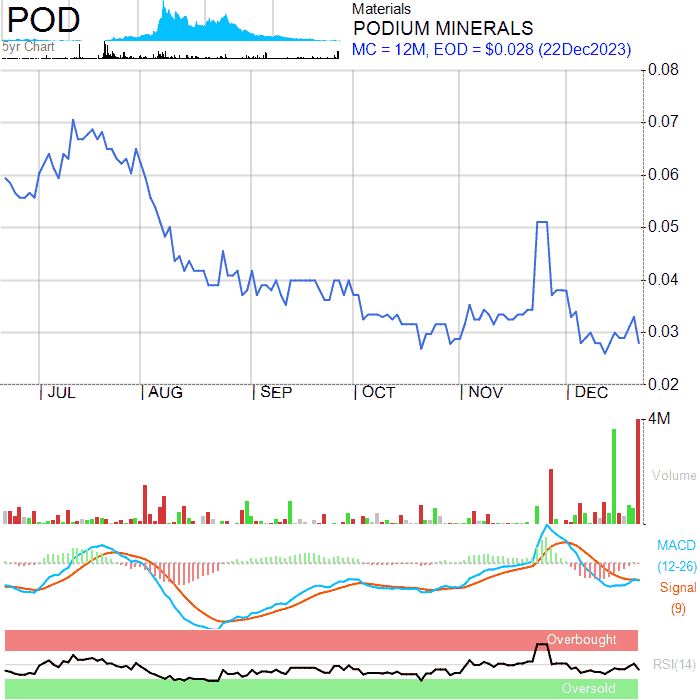 POD
5yr Chart
Materials
PODIUM MINERALS
MC = 12M, EOD = $0.028 (22Dec2023)
0.08
0.07
0.06
0.05
0.04
0.03
0.02
JUL AUG SEP OCT NOV DEC
4M
Volume
MACD
(12-26)
Signal
(9)
Overbought
RSI(14)
Oversold